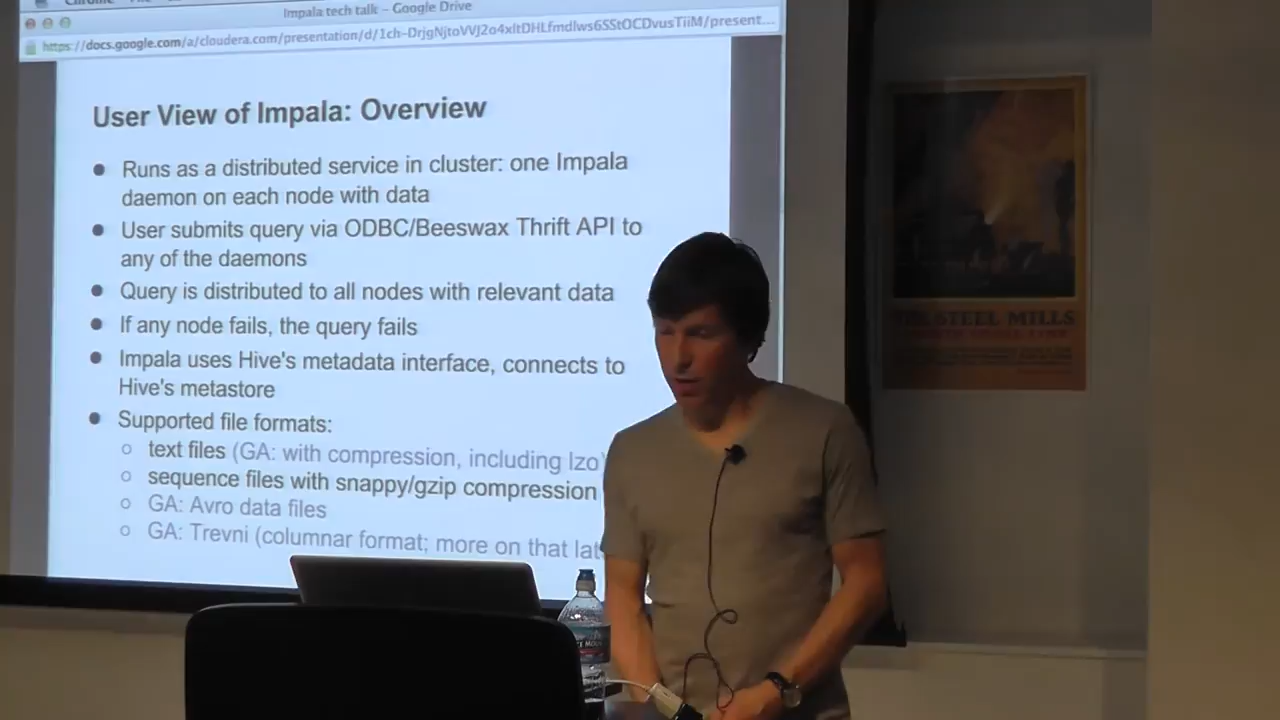 Impala tech talk – Google Drive
https://docs.google.com/a/cloudera.com/presentation/d/
User View of Impala: Overview
Runs as a distributed service in cluster: one Impala
daemon on each node with data
User submits query via ODBC/Beeswax Thrift API to
any of the daemons
Query is distributed to all nodes with relevant data
If any node fails, the query fails
Impala uses Hive's metadata interface, connects to
Hive's metastore
Supported file formats:
text files (GA: with compression, including lzo)
sequence files with snappy/gzip compression
GA: Avro data files
GA: Trevni (columnar format; more on that lat
STEEL MILLS